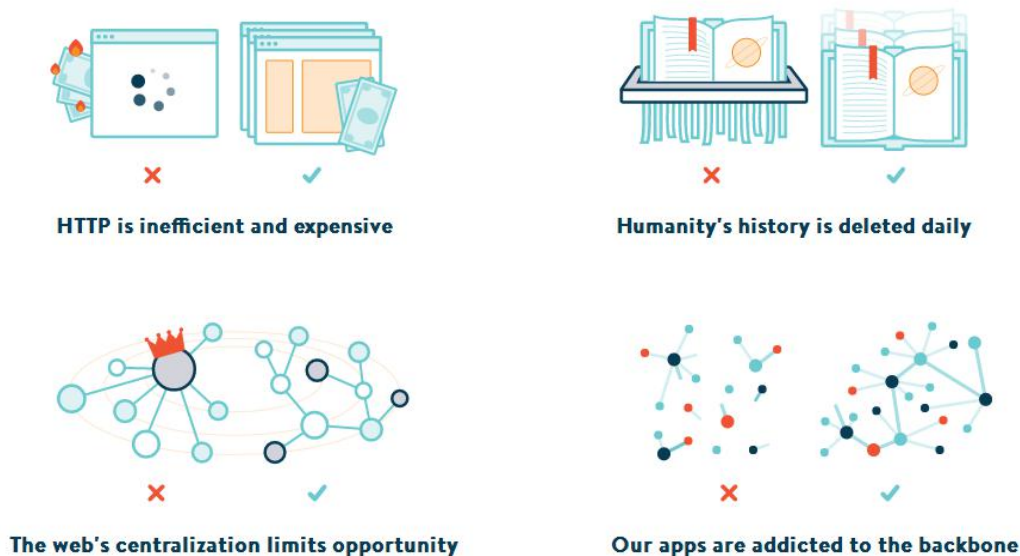 HTTP is inefficient and expensive
Humanity's history is deleted daily
The web's centralization limits opportunity
Our apps are addicted to the backbone